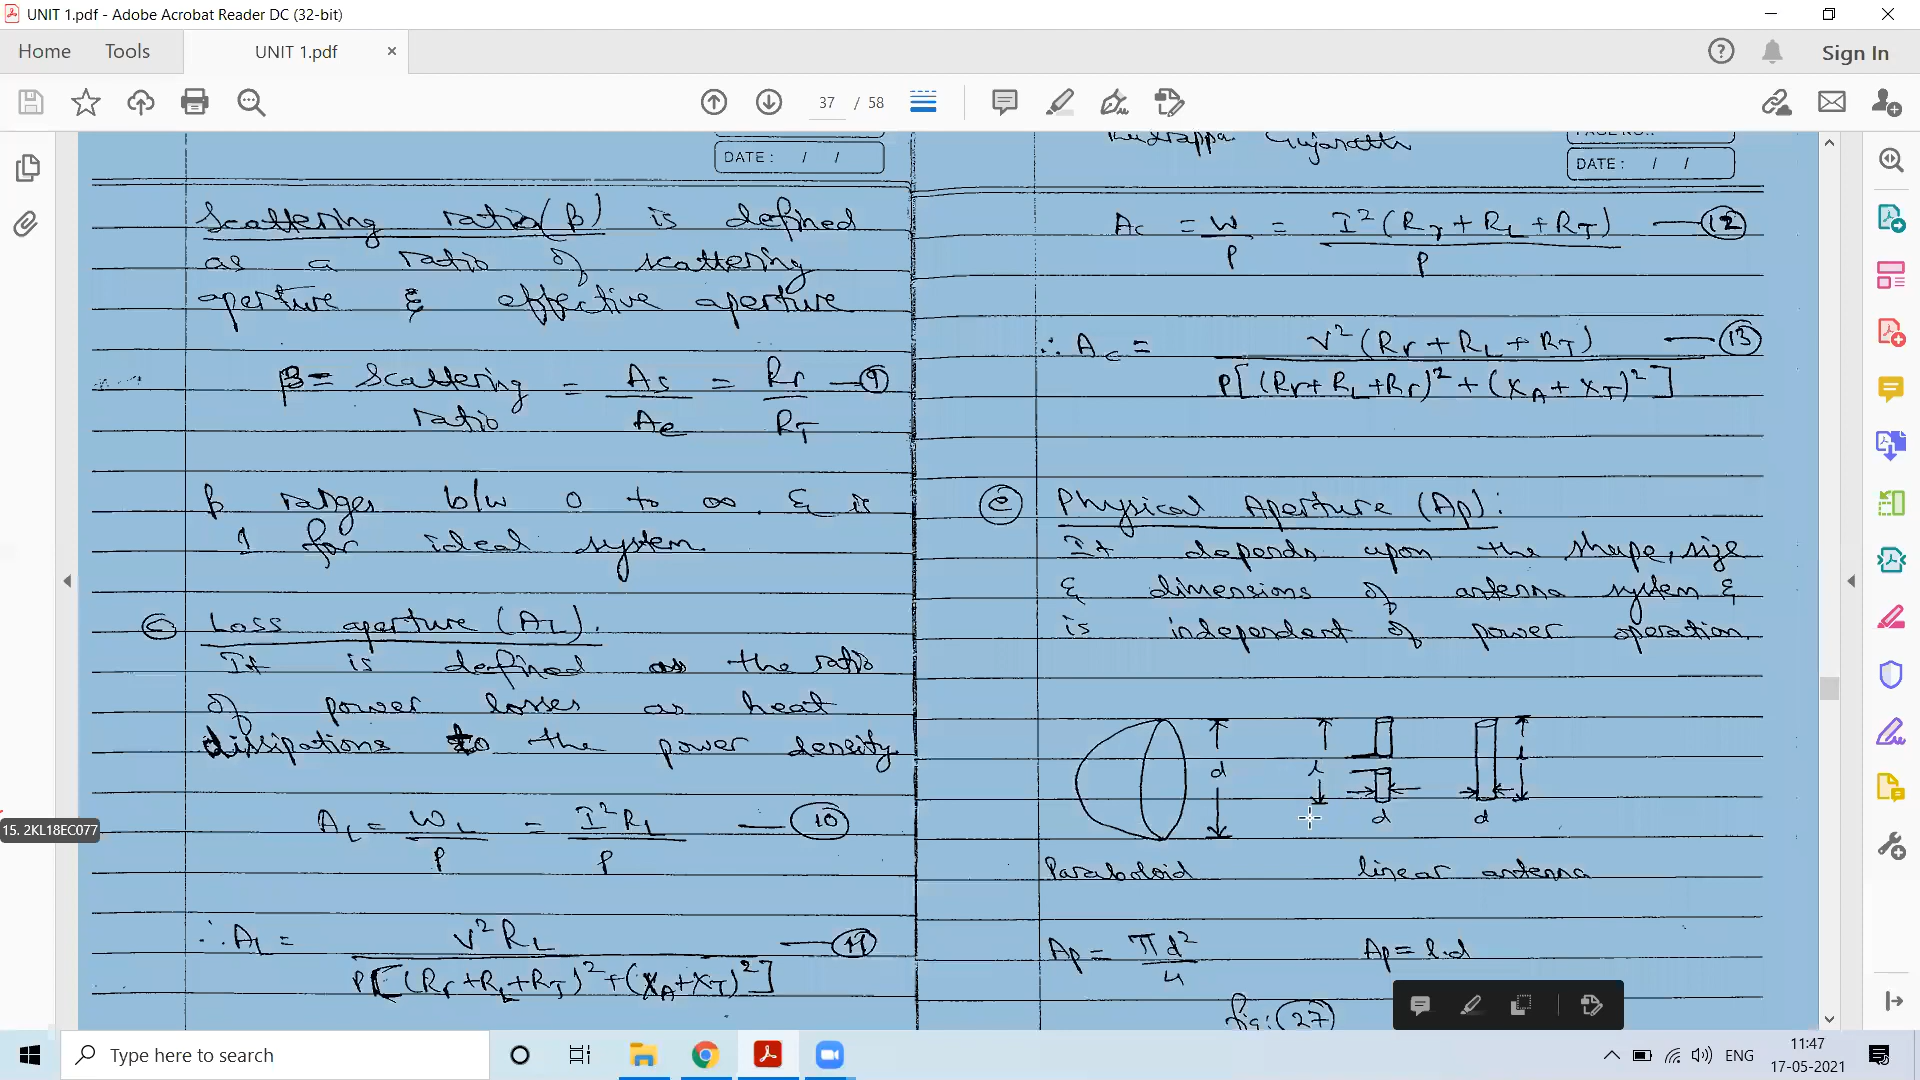 UNIT 1.pdf - Adobe Acrobat Reader DC (32-bit)
Home Tools UNIT 1.pdf × Sign In
37 / 58
DATE : / /
Scattering ratio (β) is defined
as a ratio of scattering
aperture & effective aperture
β = Scattering ratio = As/Ae = Rr/RT — 9
β ranges b/w 0 to ∞. & is
1 for ideal system
c Loss aperture (AL).
It is defined as the ratio
of power losses as heat
dissipations to the power density
AL = WL/P = I²RL/P — 10
∴ AL = V²RL / P[(Rr+RL+RT)²+(XA+XT)²] — 11
Rudrappa Gujaratti
DATE : / /
Ac = W/P = I²(Rr+RL+RT)/P — 12
∴ Ac = V²(Rr+RL+RT) / P[(Rr+RL+Rr)²+(XA+XT)²] — 13
e Physical Aperture (Ap):
It depends upon the shape, size
& dimensions of antenna system &
is independent of power operation.
d l d d l
Paraboloid linear antenna
Ap = πd²/4 Ap = l.d
fig: 27
15. 2KL18EC077
Type here to search
ENG
11:47
17-05-2021